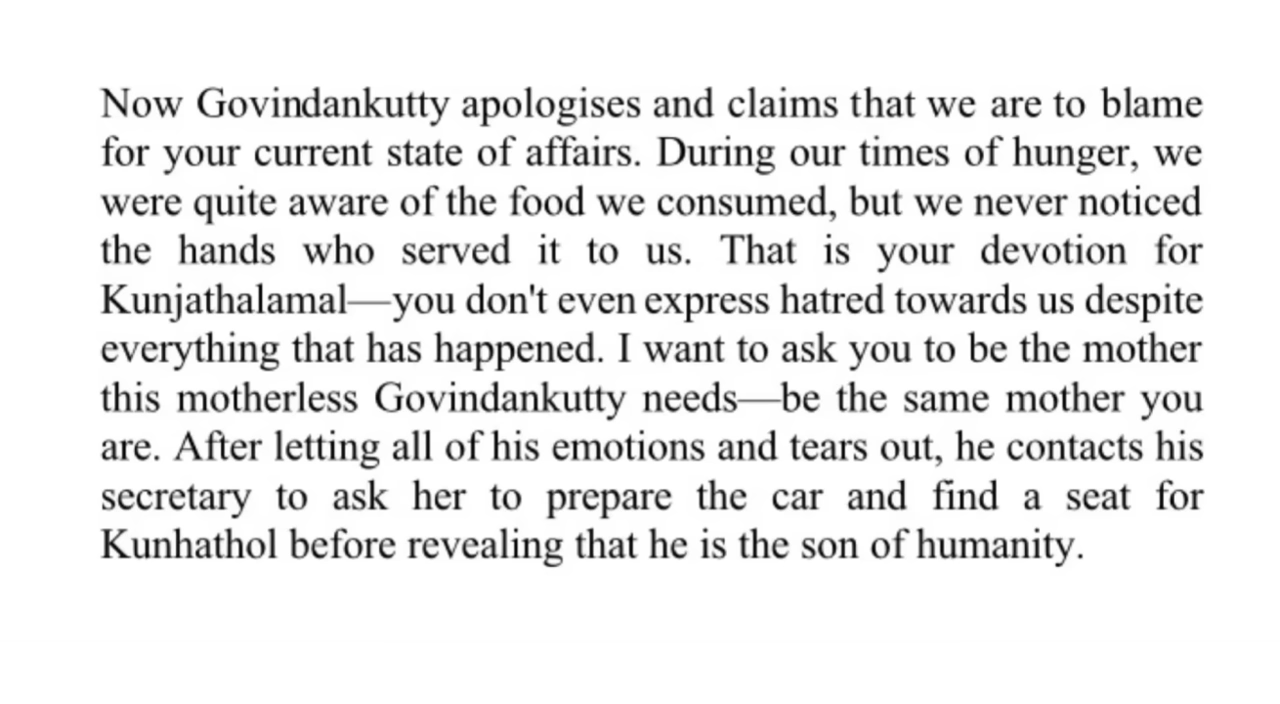 Now Govindankutty apologises and claims that we are to blame
for your current state of affairs. During our times of hunger, we
were quite aware of the food we consumed, but we never noticed
the hands who served it to us. That is your devotion for
Kunjathalamal—you don't even express hatred towards us despite
everything that has happened. I want to ask you to be the mother
this motherless Govindankutty needs—be the same mother you
are. After letting all of his emotions and tears out, he contacts his
secretary to ask her to prepare the car and find a seat for
Kunhathol before revealing that he is the son of humanity.